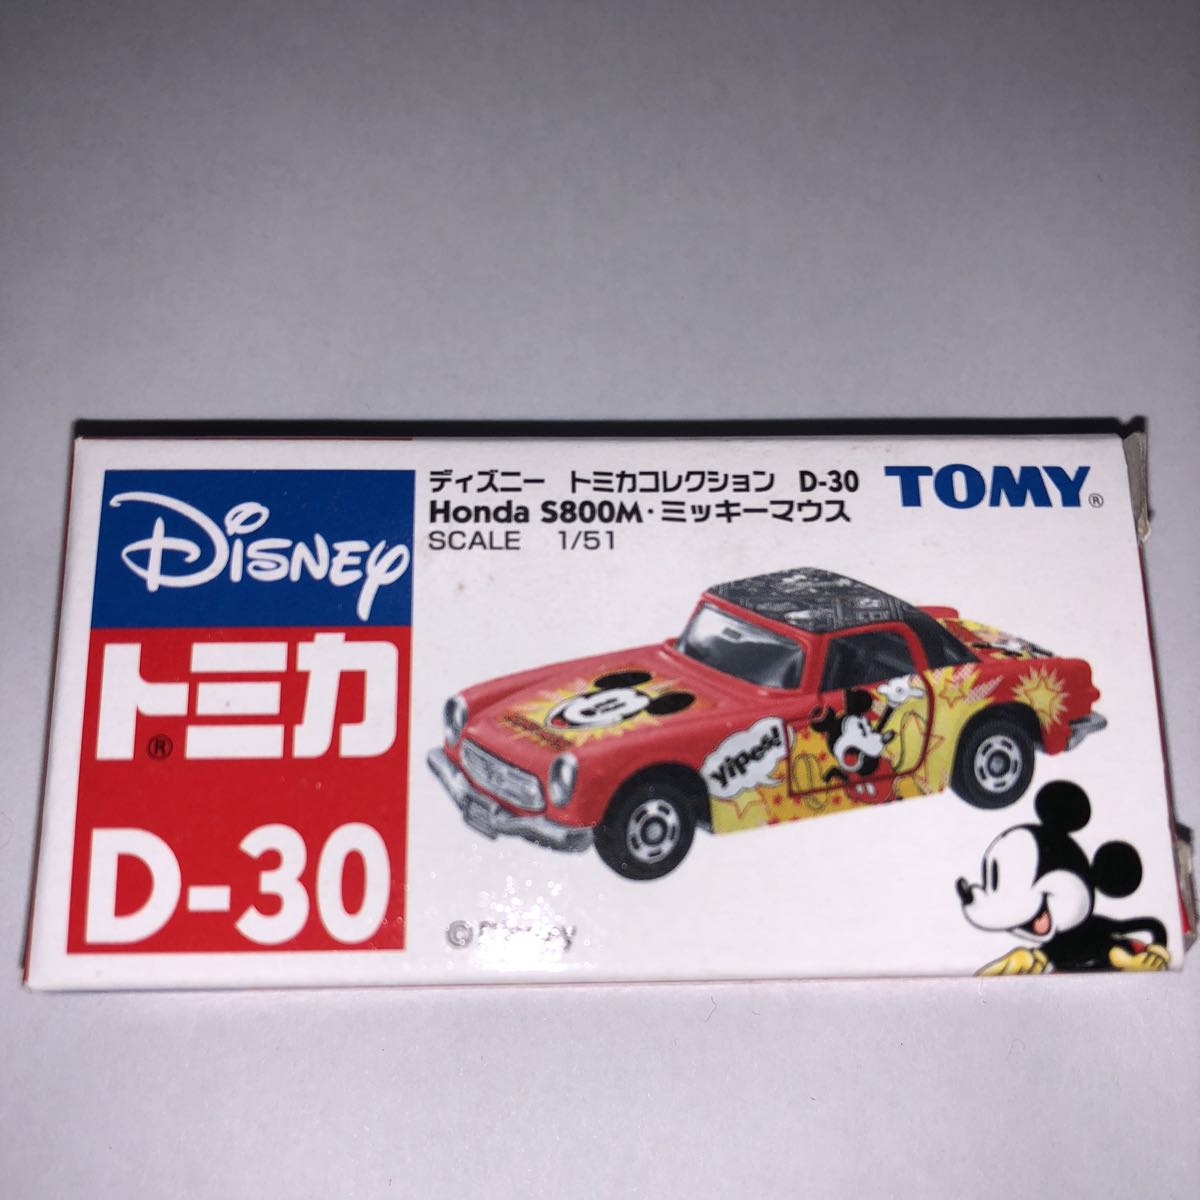 DISNEY
トミカ®
D-30
ディズニー トミカコレクション D-30
Honda S800M・ミッキーマウス
SCALE 1/51
TOMY®
Yipes!
© Disney